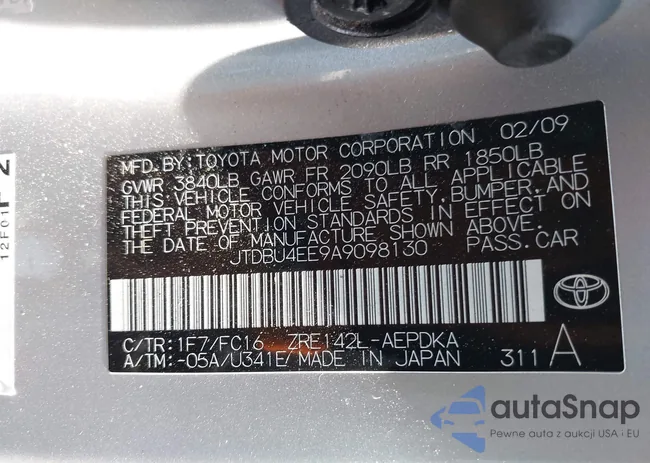 MFD. BY: TOYOTA MOTOR CORPORATION 02/09
GVWR 3840LB GAWR FR 2090LB RR 1850LB
THIS VEHICLE CONFORMS TO ALL APPLICABLE
FEDERAL MOTOR VEHICLE SAFETY, BUMPER, AND
THEFT PREVENTION STANDARDS IN EFFECT ON
THE DATE OF MANUFACTURE SHOWN ABOVE.
JTDBU4EE9A9098130 PASS. CAR
C/TR: 1F7/FC16 ZRE142L-AEPDKA
A/TM: -05A/U341E/MADE IN JAPAN 311 A
12F01
autaSnap
Pewne auta z aukcji USA · EU